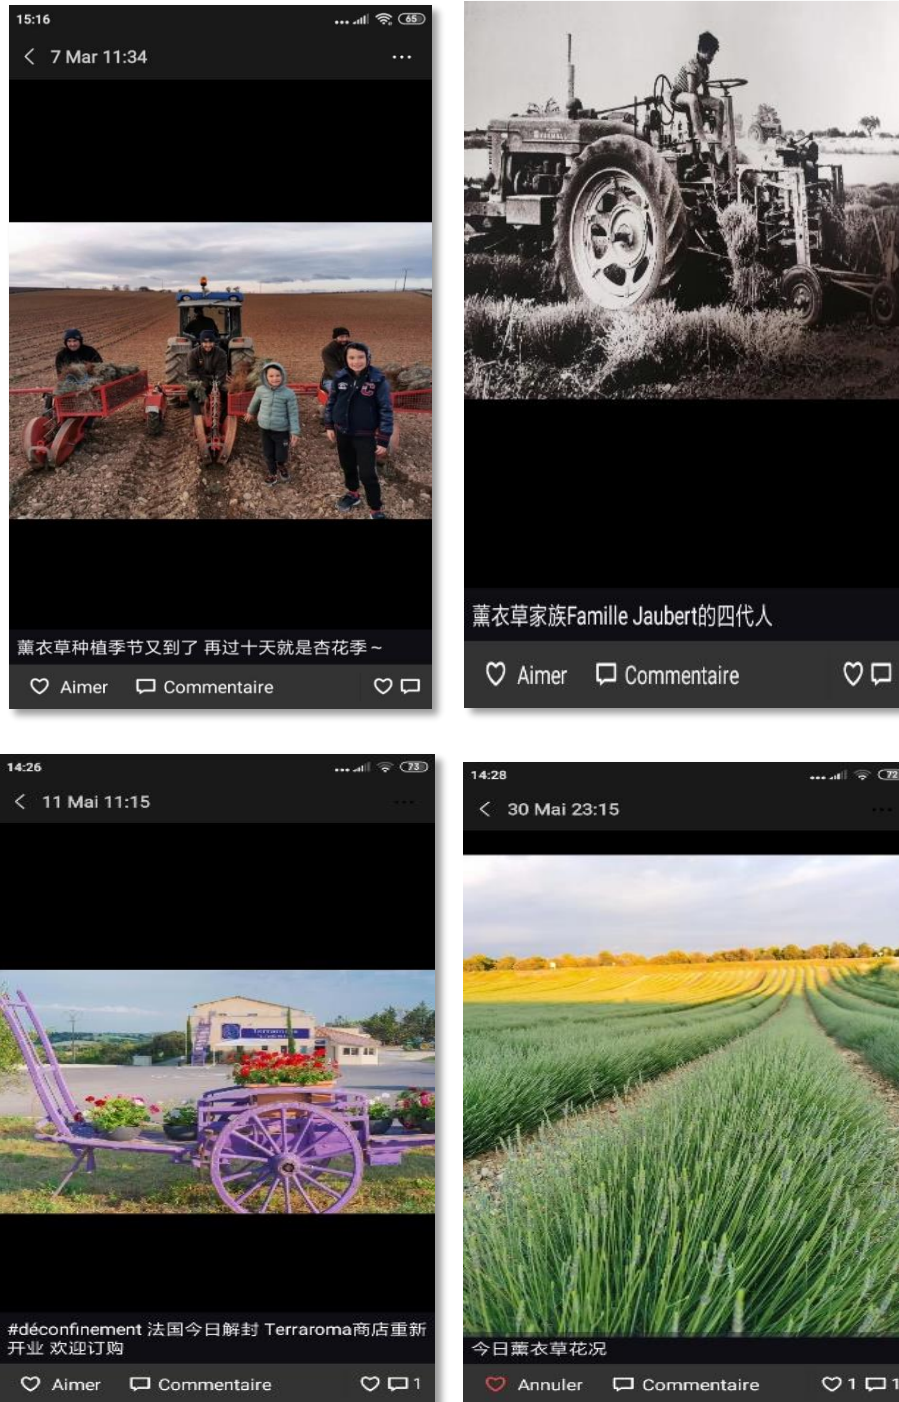 15:16
65
7 Mar 11:34
薰衣草种植季节又到了 再过十天就是杏花季~
Aimer
Commentaire
薰衣草家族Famille Jaubert的四代人
Aimer
Commentaire
14:26
73
11 Mai 11:15
Terraroma
#déconfinement 法国今日解封 Terraroma商店重新
开业 欢迎订购
Aimer
Commentaire
1
14:28
72
30 Mai 23:15
今日薰衣草花况
Annuler
Commentaire
1
1